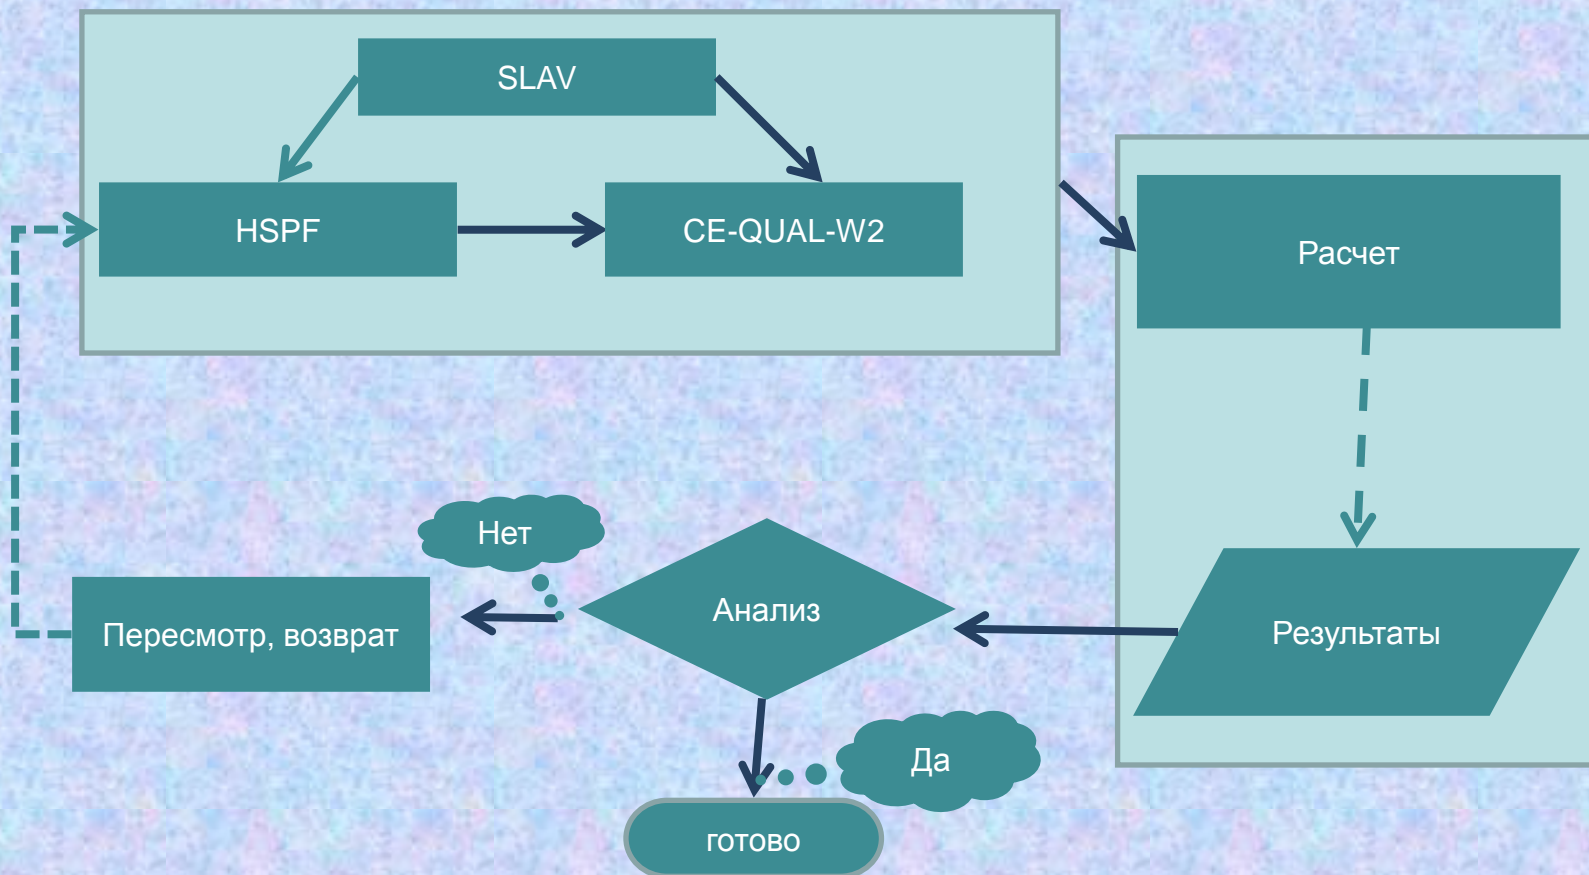 SLAV
HSPF
CE-QUAL-W2
Расчет
Нет
Анализ
Пересмотр, возврат
Результаты
Да
готово